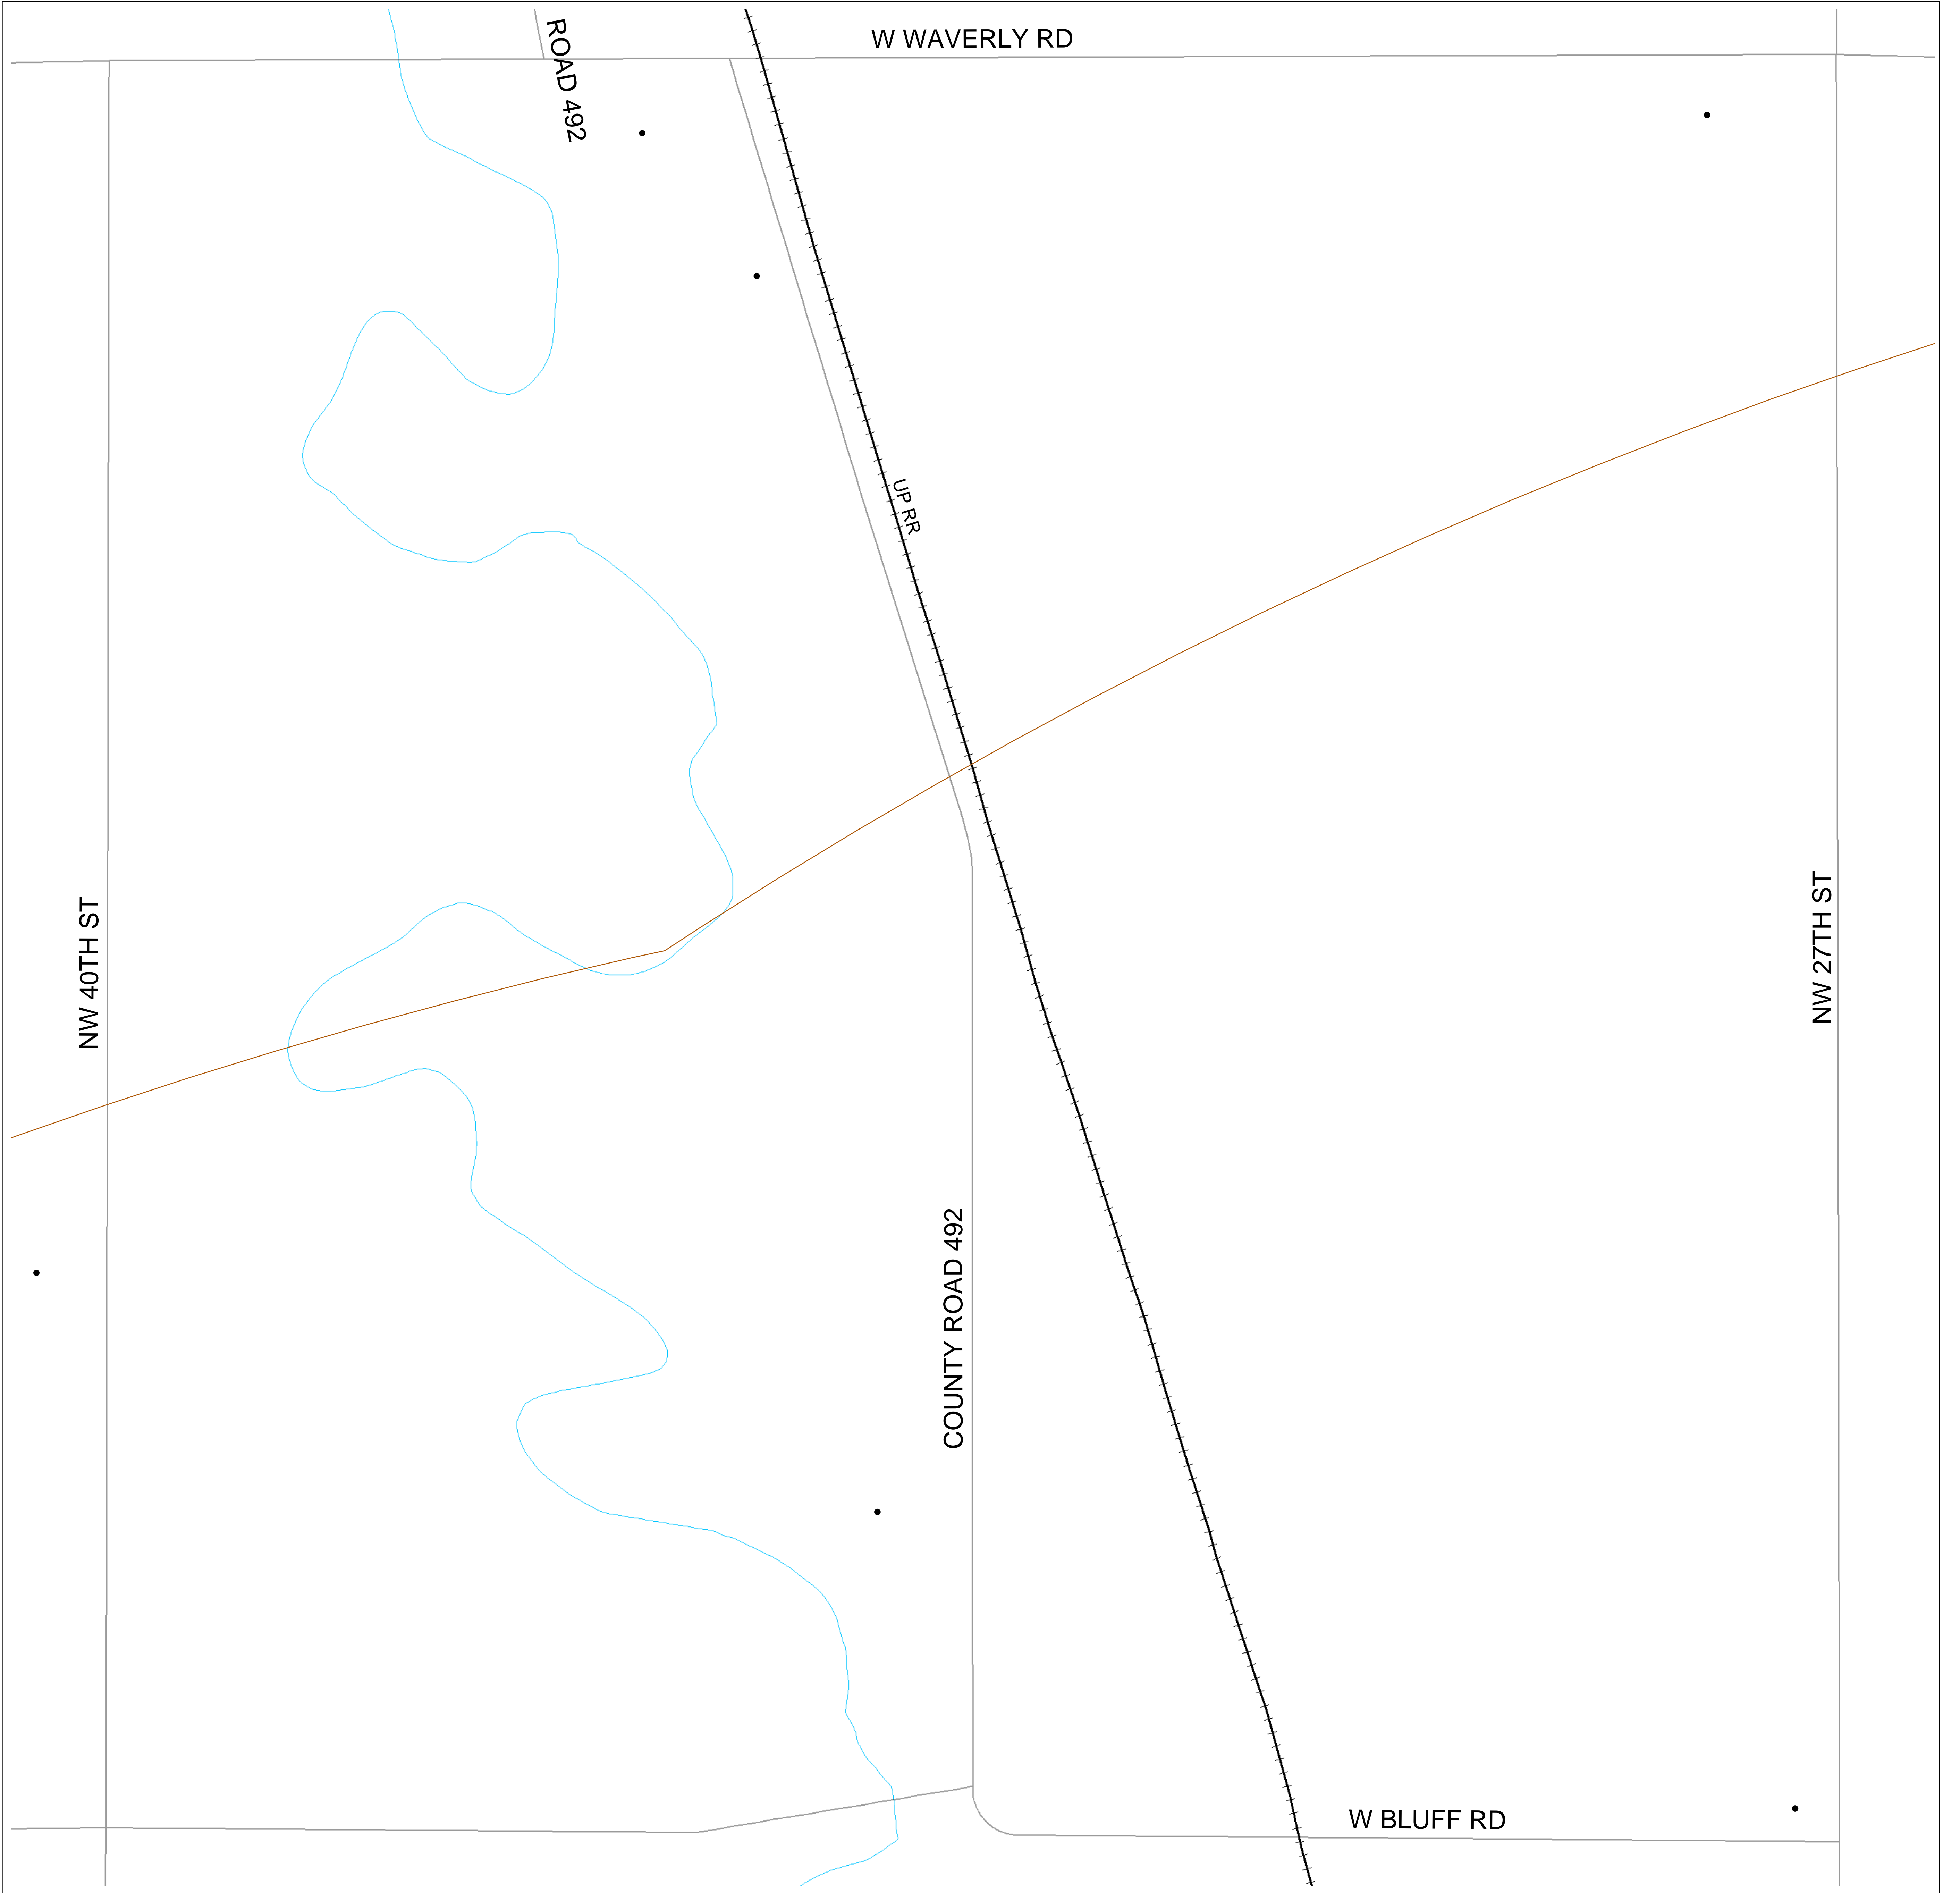 W WAVERLY RD
ROAD 492
UP RR
NW 40TH ST
NW 27TH ST
COUNTY ROAD 492
W BLUFF RD